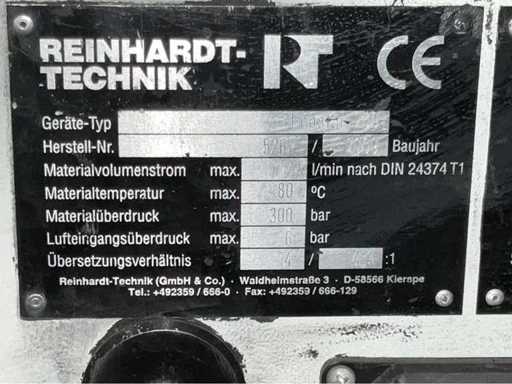 REINHARDT-
TECHNIK
RT CE
Geräte-Typ
Herstell-Nr. / Baujahr
Materialvolumenstrom max. l/min nach DIN 24374 T1
Materialtemperatur max. 80 ºC
Materialüberdruck max. 300 bar
Lufteingangsüberdruck max. 6 bar
Übersetzungsverhältnis 4 / :1
Reinhardt-Technik (GmbH & Co.) · Waldheimstraße 3 · D-58566 Kierspe
Tel.: +492359 / 666-0 · Fax: +492359 / 666-129